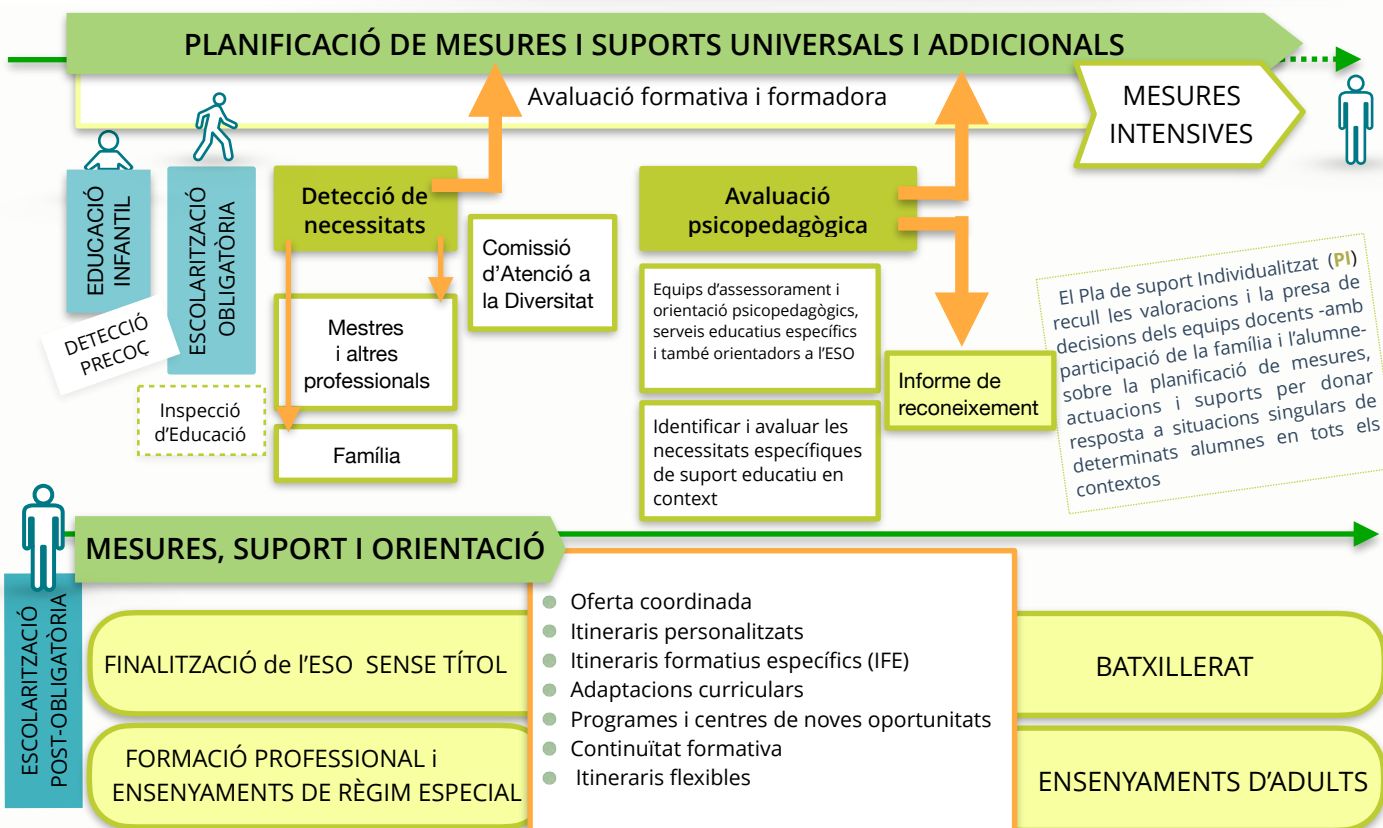 PLANIFICACIÓ DE MESURES I SUPORTS UNIVERSALS I ADDICIONALS
Avaluació formativa i formadora
MESURES
INTENSIVES
EDUCACIÓ
INFANTIL
DETECCIÓ
PRECOÇ
ESCOLARITZACIÓ
OBLIGATÒRIA
Inspecció
d'Educació
Detecció de
necessitats
Mestres
i altres
professionals
Família
Comissió
d'Atenció a
la Diversitat
Avaluació
psicopedagògica
Equips d'assessorament i
orientació psicopedagògics,
serveis educatius específics
i també orientadors a l'ESO
Identificar i avaluar les
necessitats específiques
de suport educatiu en
context
Informe de
reconeixement
El Pla de suport Individualitzat (PI)
recull les valoracions i la presa de
decisions dels equips docents -amb
participació de la família i l'alumne-
sobre la planificació de mesures,
actuacions i suports per donar
resposta a situacions singulars de
determinats alumnes en tots els
contextos
MESURES, SUPORT I ORIENTACIÓ
ESCOLARITZACIÓ
POST-OBLIGATÒRIA
FINALITZACIÓ de l'ESO SENSE TÍTOL
FORMACIÓ PROFESSIONAL i
ENSENYAMENTS DE RÈGIM ESPECIAL
Oferta coordinada
Itineraris personalitzats
Itineraris formatius específics (IFE)
Adaptacions curriculars
Programes i centres de noves oportunitats
Continuïtat formativa
Itineraris flexibles
BATXILLERAT
ENSENYAMENTS D'ADULTS